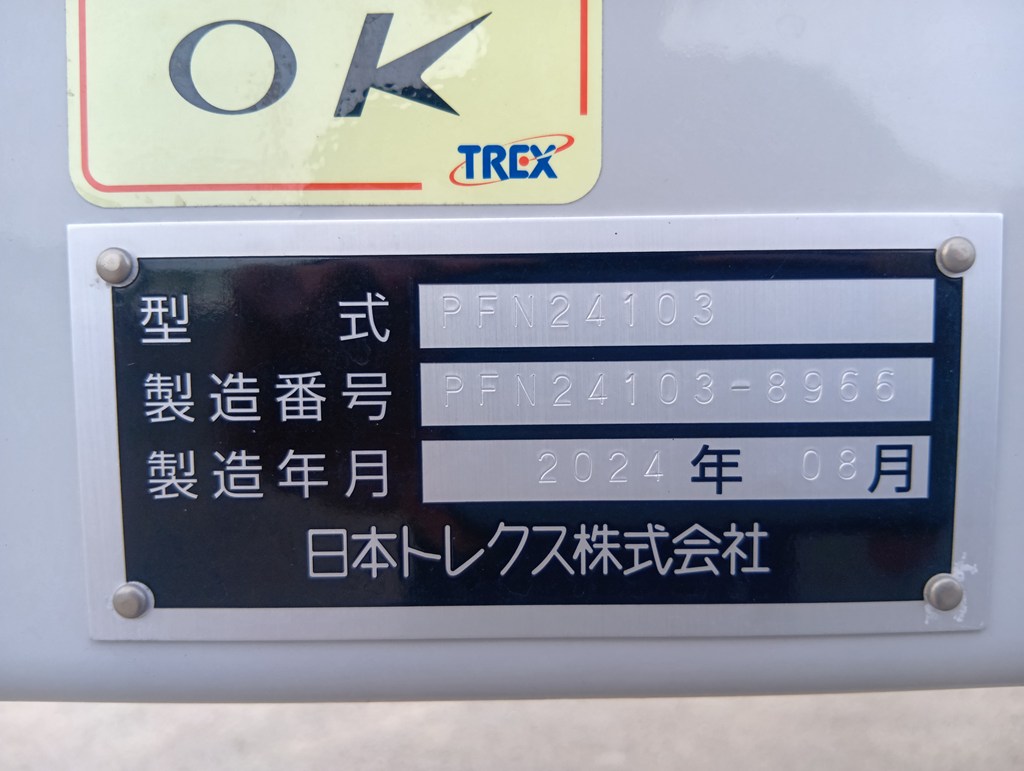 OK
TREX
型式 PFN24103
製造番号 PFN24103-8966
製造年月 2024年08月
日本トレクス株式会社